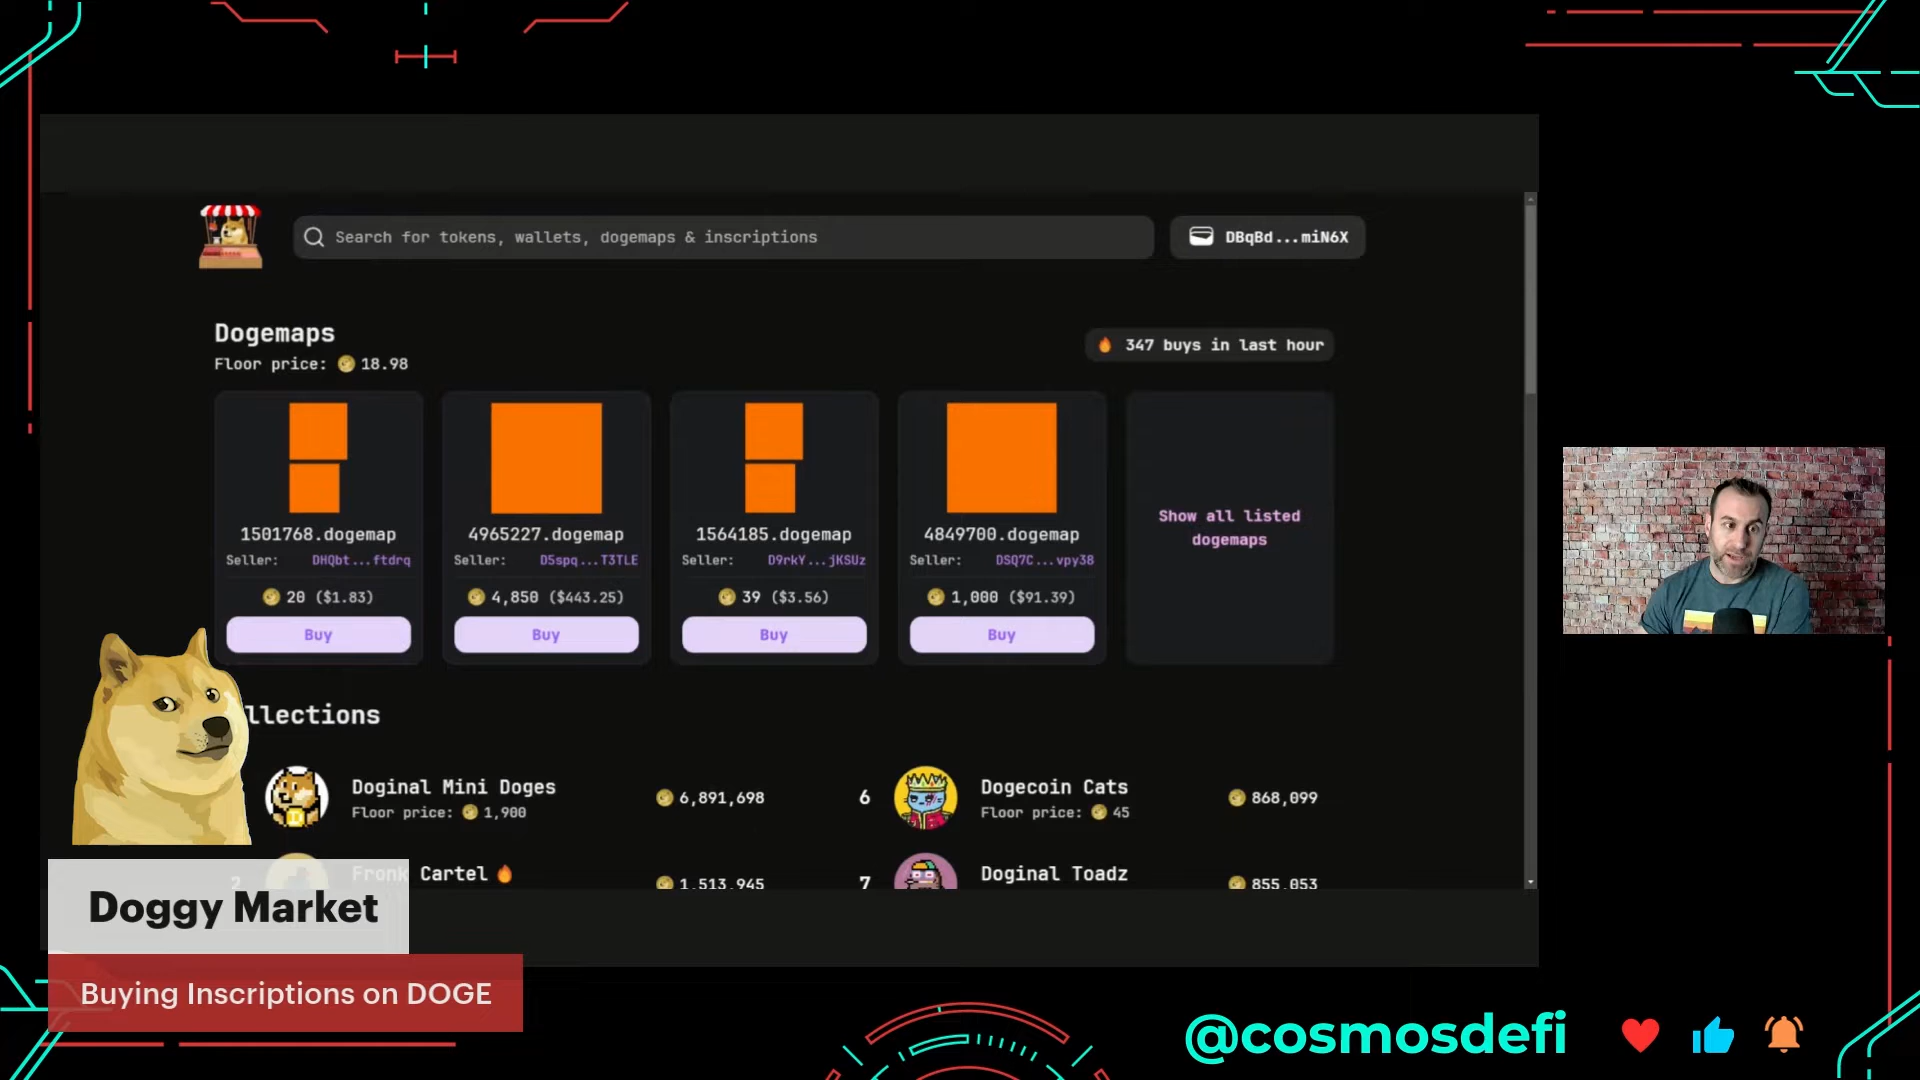 Search for tokens, wallets, dogemaps & inscriptions
DBqBd...miN6X
Dogemaps
Floor price: 18.98
347 buys in last hour
1501768.dogemap
Seller: DHQbt...ftdrq
20 ($1.83)
Buy
4965227.dogemap
Seller: D5spq...T3TLE
4,850 ($443.25)
Buy
1564185.dogemap
Seller: D9rkY...jKSUz
39 ($3.56)
Buy
4849700.dogemap
Seller: DSQ7C...vpy38
1,000 ($91.39)
Buy
Show all listed
dogemaps
llections
Doginal Mini Doges
Floor price: 1,900
6,891,698
6
Dogecoin Cats
Floor price: 45
868,099
2
Fronk Cartel
1,513,945
7
Doginal Toadz
855,053
Doggy Market
Buying Inscriptions on DOGE
@cosmosdefi